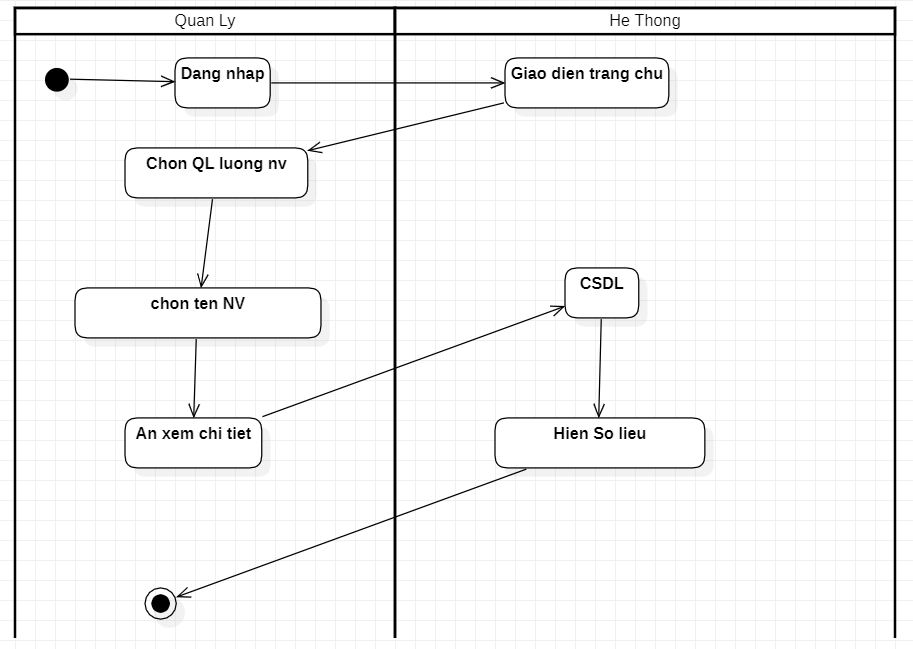 Quan Ly
He Thong
Dang nhap
Giao dien trang chu
Chon QL luong nv
chon ten NV
CSDL
An xem chi tiet
Hien So lieu